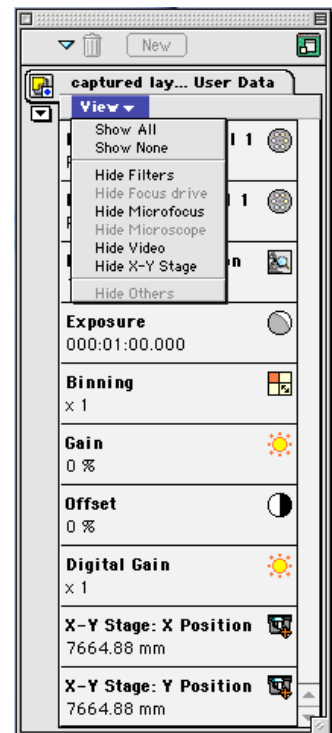 New
captured lay... User Data
View
Show All
Show None
Hide Filters
Hide Focus drive
Hide Microfocus
Hide Microscope
Hide Video
Hide X-Y Stage
Hide Others
l 1
l 1
n
Exposure
000:01:00.000
Binning
x 1
Gain
0 %
Offset
0 %
Digital Gain
x 1
X-Y Stage: X Position
7664.88 mm
X-Y Stage: Y Position
7664.88 mm